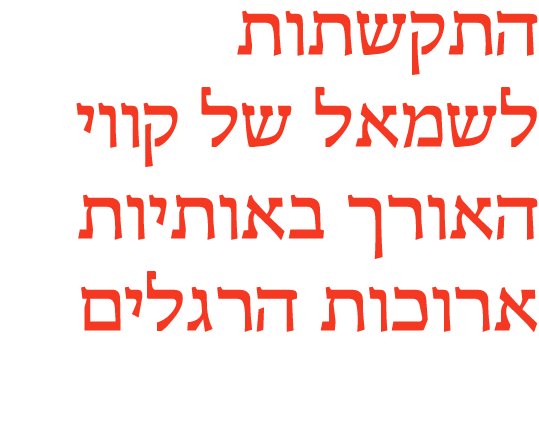 התקשתות
לשמאל של קווי
האורך באותיות
ארוכות הרגלים